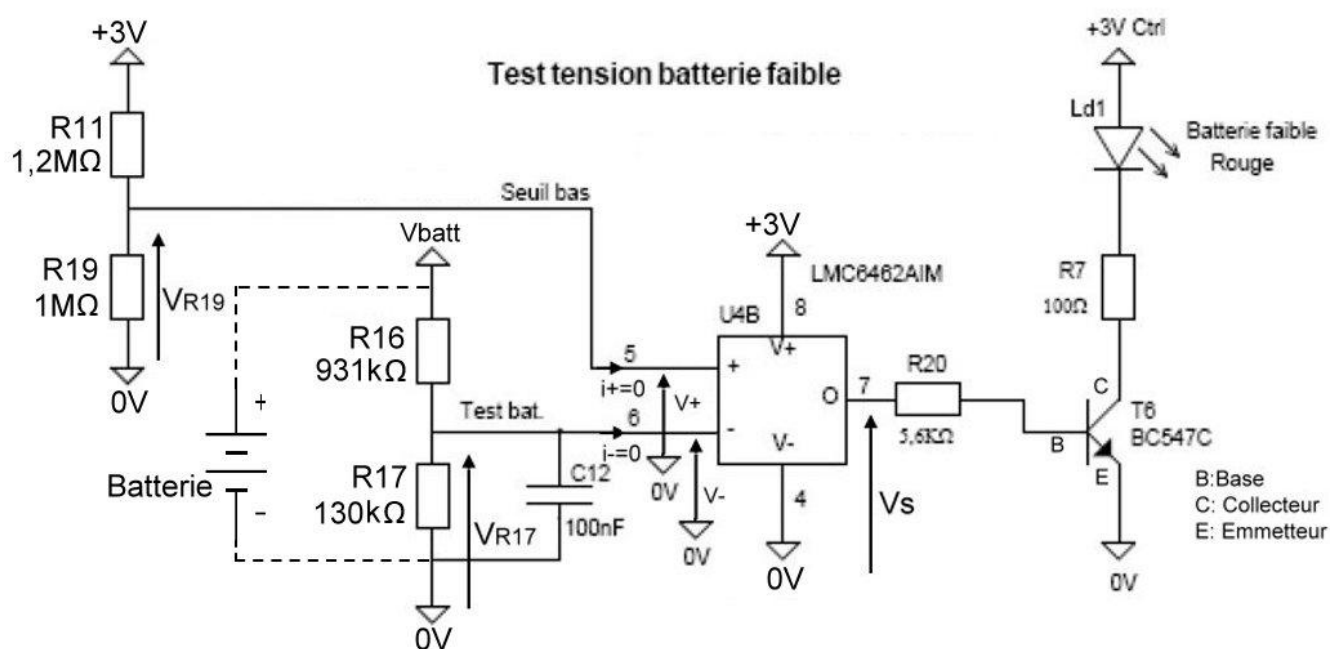 Test tension batterie faible
+3V
R11
1,2MΩ
R19
1MΩ
VR19
0V
Seuil bas
Vbatt
R16
931kΩ
Test bat.
R17
130kΩ
VR17
0V
Batterie
+
−
C12
100nF
5
i+=0
6
i-=0
V+
0V
V-
0V
+3V
LMC6462AIM
U4B
8
V+
+
-
O
V-
4
0V
7
Vs
R20
5,6KΩ
+3V Ctrl
Ld1
Batterie faible
Rouge
R7
100Ω
C
B
E
T6
BC547C
0V
B:Base
C: Collecteur
E: Emmetteur